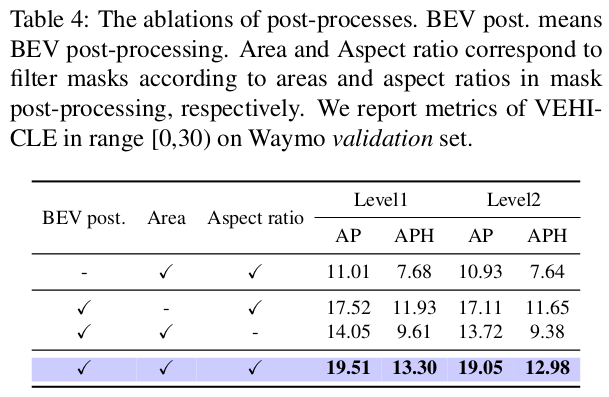 Table 4: The ablations of post-processes. BEV post. means
BEV post-processing. Area and Aspect ratio correspond to
filter masks according to areas and aspect ratios in mask
post-processing, respectively. We report metrics of VEHI-
CLE in range [0,30) on Waymo validation set.
BEV post. Area Aspect ratio Level1 Level2
AP APH AP APH
- ✓ ✓ 11.01 7.68 10.93 7.64
✓ - ✓ 17.52 11.93 17.11 11.65
✓ ✓ - 14.05 9.61 13.72 9.38
✓ ✓ ✓ 19.51 13.30 19.05 12.98